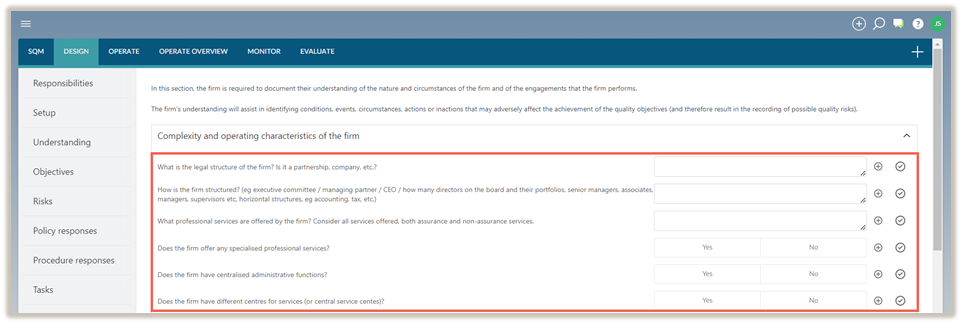 ? JS
SQM DESIGN OPERATE OPERATE OVERVIEW MONITOR EVALUATE
Responsibilities
Setup
Understanding
Objectives
Risks
Policy responses
Procedure responses
Tasks
In this section, the firm is required to document their understanding of the nature and circumstances of the firm and of the engagements that the firm performs.
The firm's understanding will assist in identifying conditions, events, circumstances, actions or inactions that may adversely affect the achievement of the quality objectives (and therefore result in the recording of possible quality risks).
Complexity and operating characteristics of the firm
What is the legal structure of the firm? Is it a partnership, company, etc.?
How is the firm structured? (eg executive committee / managing partner / CEO / how many directors on the board and their portfolios, senior managers, associates,
managers, supervisors etc, horizontal structures, eg accounting, tax, etc.)
What professional services are offered by the firm? Consider all services offered, both assurance and non-assurance services.
Does the firm offer any specialised professional services? Yes No
Does the firm have centralised administrative functions? Yes No
Does the firm have different centres for services (or central service centes)? Yes No